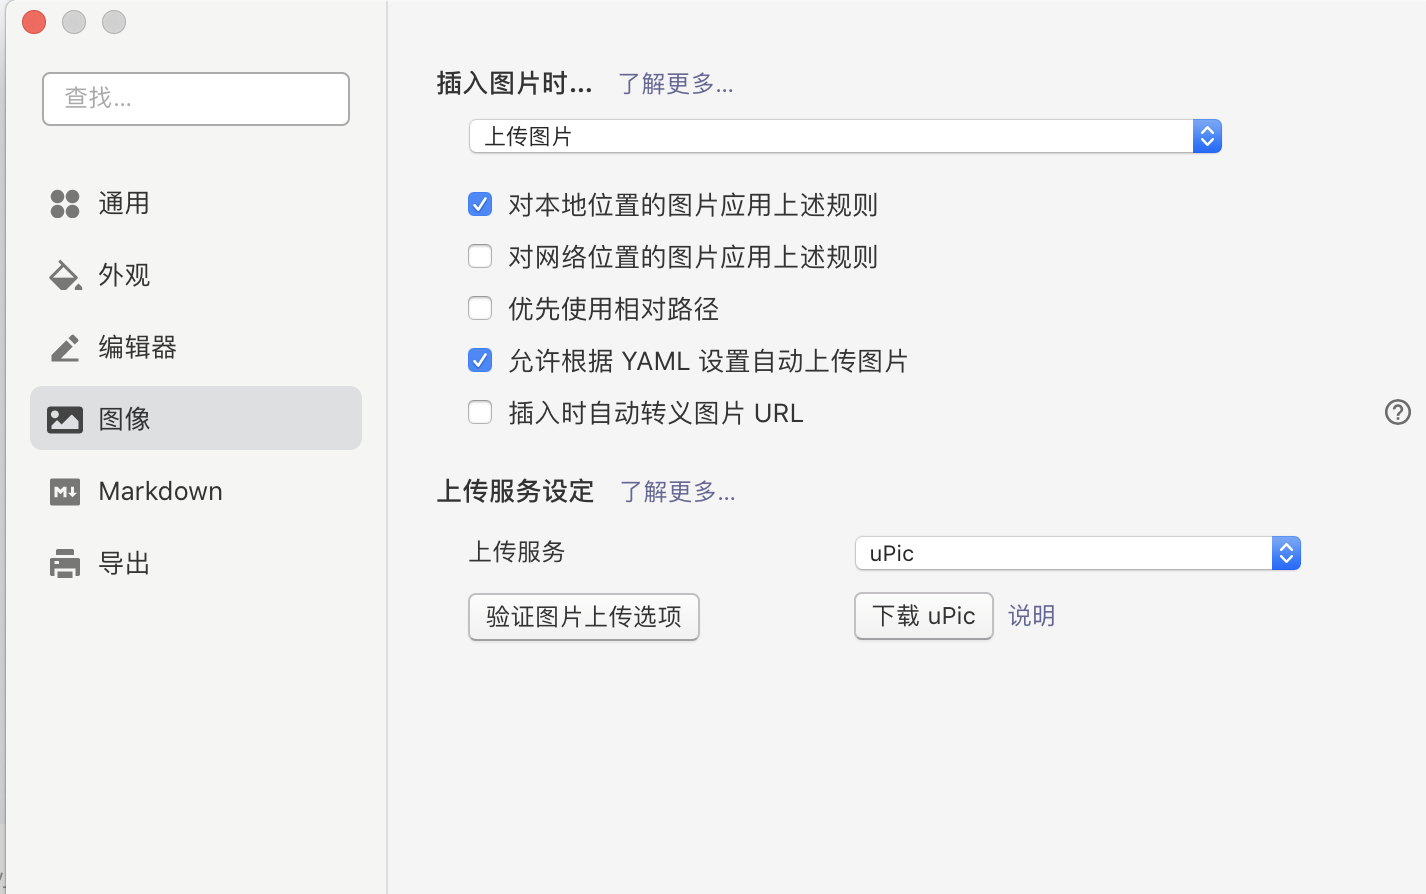 查找...
通用
外观
编辑器
图像
Markdown
导出
插入图片时... 了解更多...
上传图片
对本地位置的图片应用上述规则
对网络位置的图片应用上述规则
优先使用相对路径
允许根据 YAML 设置自动上传图片
插入时自动转义图片 URL
上传服务设定 了解更多...
上传服务 uPic
验证图片上传选项 下载 uPic 说明